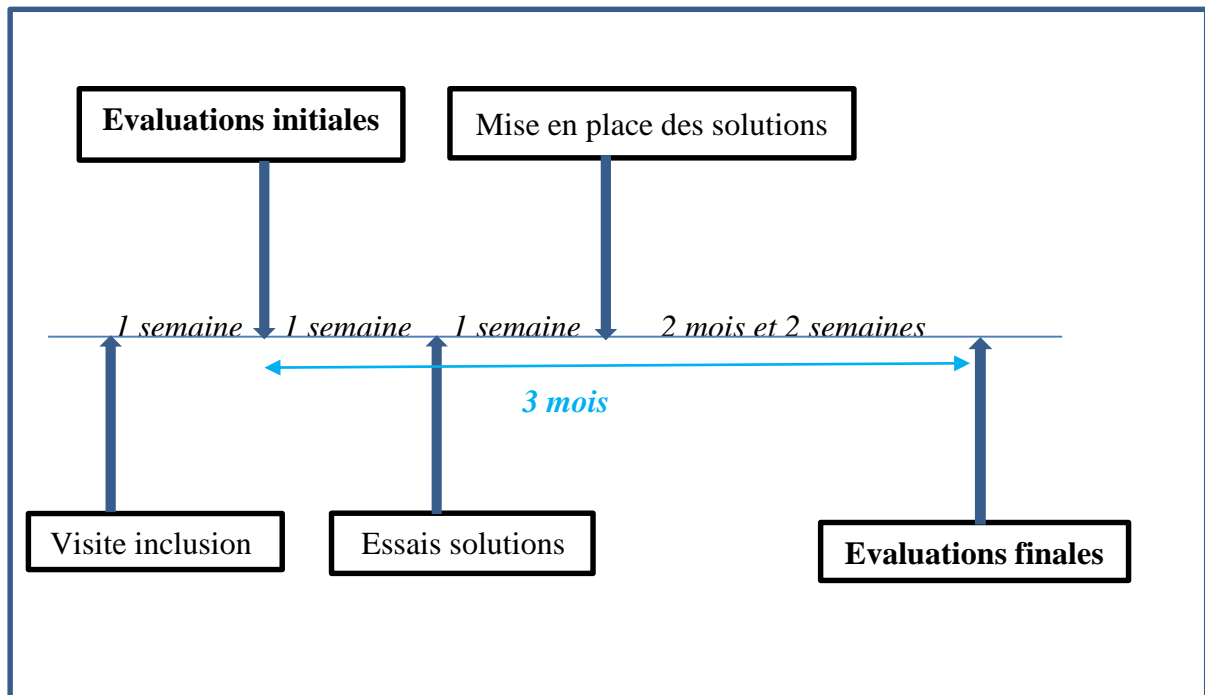 Evaluations initiales
Mise en place des solutions
1 semaine
1 semaine
1 semaine
2 mois et 2 semaines
3 mois
Visite inclusion
Essais solutions
Evaluations finales